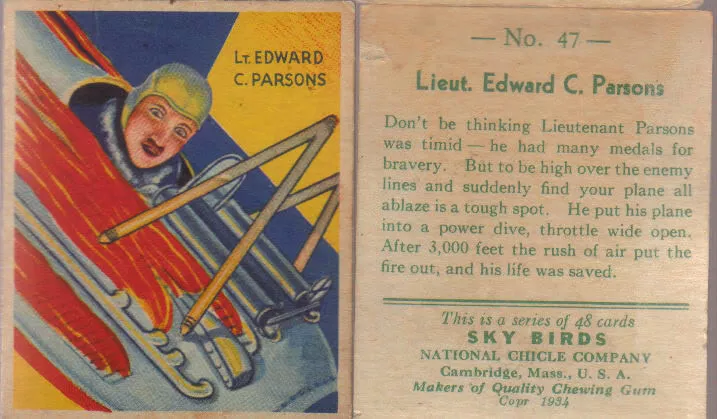 Lt. EDWARD
C. PARSONS
— No. 47 —
Lieut. Edward C. Parsons
Don't be thinking Lieutenant Parsons
was timid — he had many medals for
bravery. But to be high over the enemy
lines and suddenly find your plane all
ablaze is a tough spot. He put his plane
into a power dive, throttle wide open.
After 3,000 feet the rush of air put the
fire out, and his life was saved.
This is a series of 48 cards
SKY BIRDS
NATIONAL CHICLE COMPANY
Cambridge, Mass., U. S. A.
Makers of Quality Chewing Gum
Copr 1934